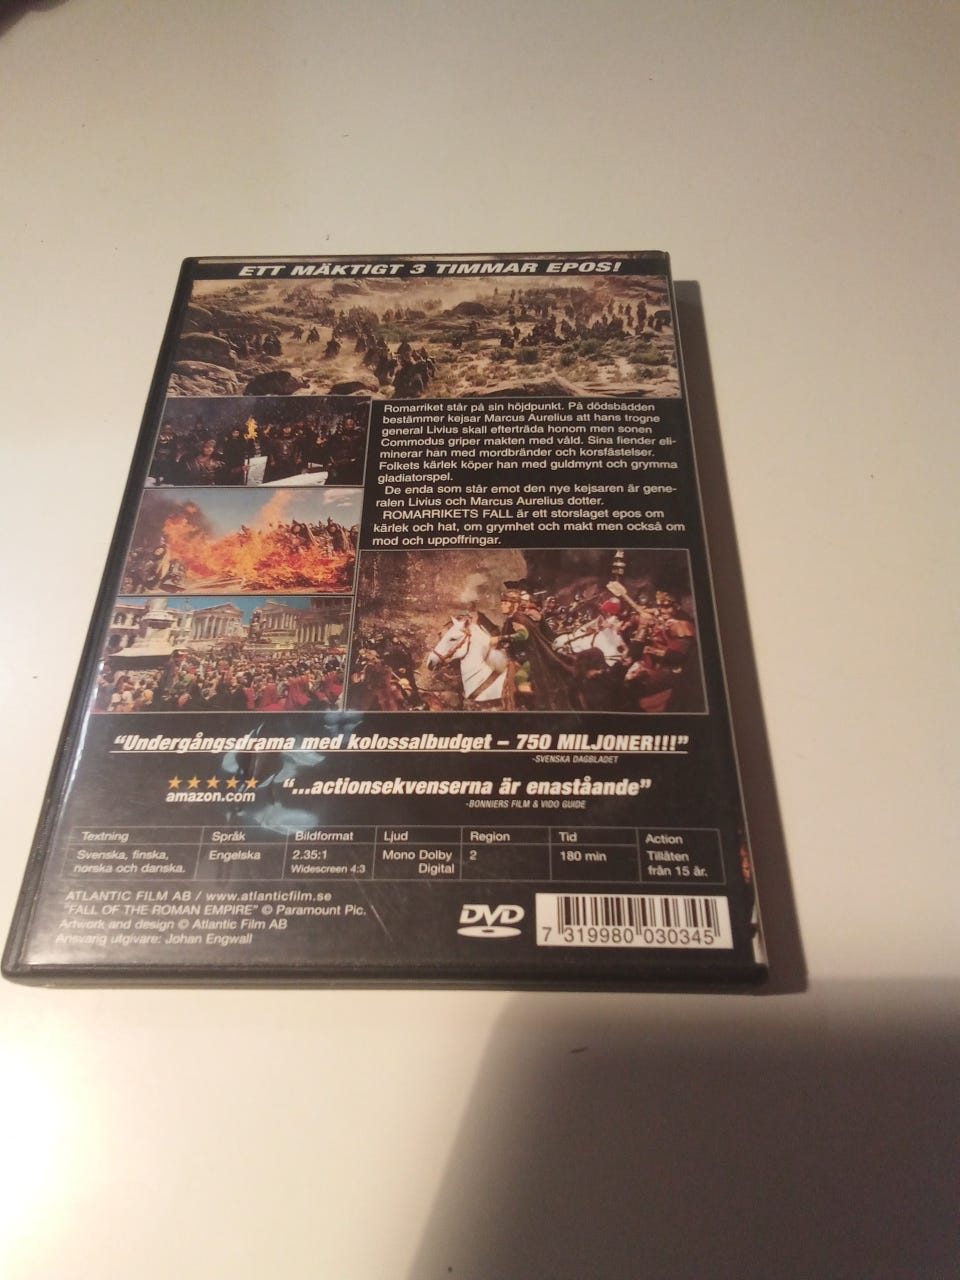 ETT MÄKTIGT 3 TIMMAR EPOS!
Romarriket står på sin höjdpunkt. På dödsbädden
bestämmer kejsar Marcus Aurelius att hans trogne
general Livius skall efterträda honom men sonen
Commodus griper makten med våld. Sina fiender eli-
minerar han med mordbränder och korsfästelser.
Folkets kärlek köper han med guldmynt och grymma
gladiatorspel.
De enda som står emot den nye kejsaren är gene-
ralen Livius och Marcus Aurelius dotter.
ROMARRIKETS FALL är ett storslaget epos om
kärlek och hat, om grymhet och makt men också om
mod och uppoffringar.
“Undergångsdrama med kolossalbudget – 750 MILJONER!!!”
-SVENSKA DAGBLADET
amazon.com
“...actionsekvenserna är enastående”
-BONNIERS FILM & VIDO GUIDE
Textning Språk Bildformat Ljud Region Tid Action
Svenska, finska, Engelska 2.35:1 Mono Dolby 2 180 min Tillåten
norska och danska. Widescreen 4:3 Digital från 15 år.
ATLANTIC FILM AB / www.atlanticfilm.se
"FALL OF THE ROMAN EMPIRE" © Paramount Pic.
Artwork and design © Atlantic Film AB
Ansvarig utgivare: Johan Engwall
DVD
7 319980 030345